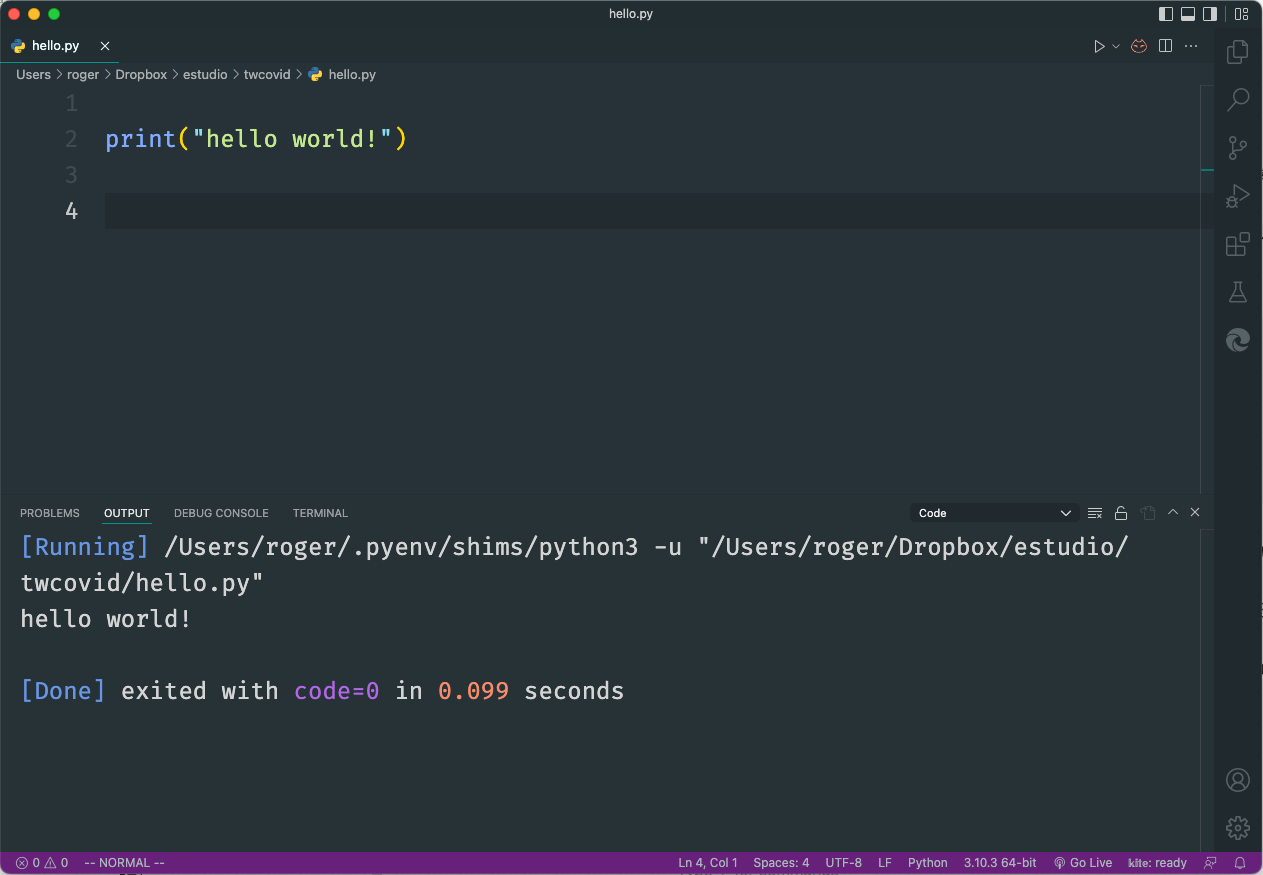 hello.py
hello.py
Users > roger > Dropbox > estudio > twcovid > hello.py
1
2 print("hello world!")
3
4
PROBLEMS OUTPUT DEBUG CONSOLE TERMINAL Code
[Running] /Users/roger/.pyenv/shims/python3 -u "/Users/roger/Dropbox/estudio/
twcovid/hello.py"
hello world!
[Done] exited with code=0 in 0.099 seconds
0 0 -- NORMAL -- Ln 4, Col 1 Spaces: 4 UTF-8 LF Python 3.10.3 64-bit Go Live kite: ready